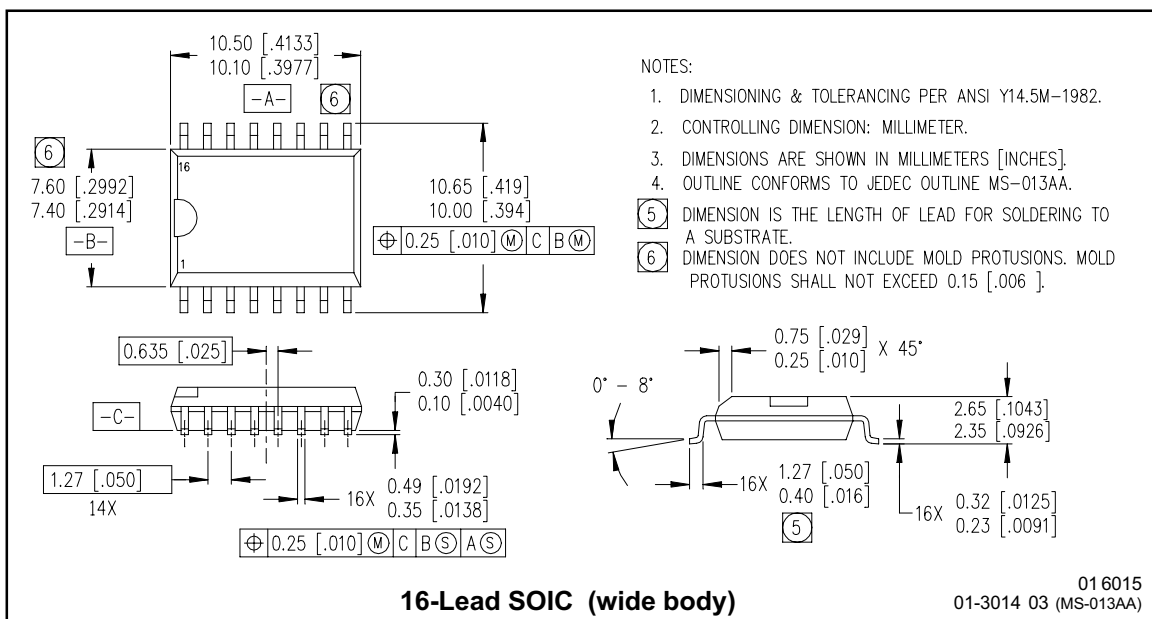 10.50 [.4133]
10.10 [.3977]
-A-
6
16
1
6
7.60 [.2992]
7.40 [.2914]
-B-
10.65 [.419]
10.00 [.394]
⌖ 0.25 [.010] Ⓜ C B Ⓜ
NOTES:
1. DIMENSIONING & TOLERANCING PER ANSI Y14.5M-1982.
2. CONTROLLING DIMENSION: MILLIMETER.
3. DIMENSIONS ARE SHOWN IN MILLIMETERS [INCHES].
4. OUTLINE CONFORMS TO JEDEC OUTLINE MS-013AA.
5 DIMENSION IS THE LENGTH OF LEAD FOR SOLDERING TO
A SUBSTRATE.
6 DIMENSION DOES NOT INCLUDE MOLD PROTUSIONS. MOLD
PROTUSIONS SHALL NOT EXCEED 0.15 [.006 ].
0.635 [.025]
-C-
0.30 [.0118]
0.10 [.0040]
1.27 [.050]
14X
16X 0.49 [.0192]
0.35 [.0138]
⌖ 0.25 [.010] Ⓜ C B Ⓢ A Ⓢ
0.75 [.029]
0.25 [.010]
X 45°
0° - 8°
2.65 [.1043]
2.35 [.0926]
16X 1.27 [.050]
0.40 [.016]
5
16X 0.32 [.0125]
0.23 [.0091]
16-Lead SOIC (wide body)
01 6015
01-3014 03 (MS-013AA)